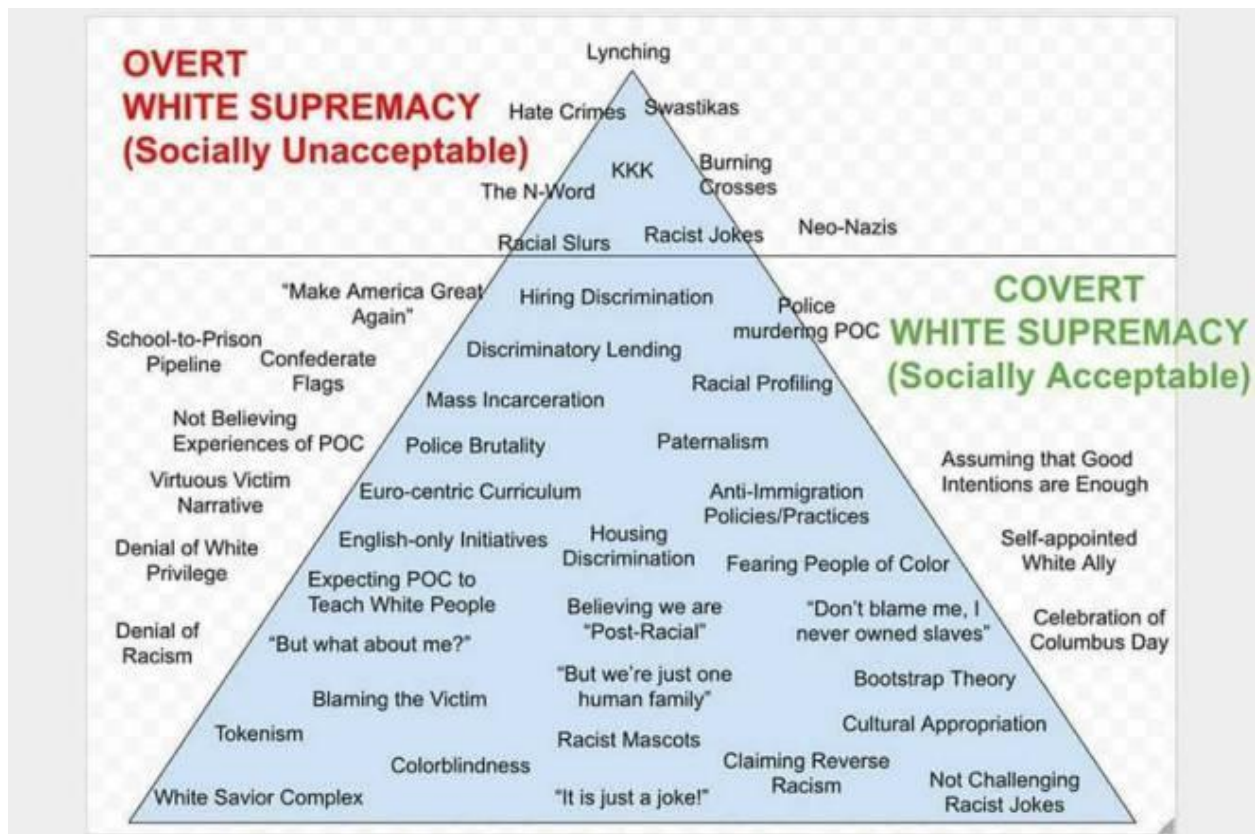 OVERT
WHITE SUPREMACY
(Socially Unacceptable)
Lynching
Hate Crimes
Swastikas
KKK
Burning
Crosses
The N-Word
Racial Slurs
Racist Jokes
Neo-Nazis
COVERT
WHITE SUPREMACY
(Socially Acceptable)
"Make America Great
Again"
Hiring Discrimination
Police
murdering POC
School-to-Prison
Pipeline
Confederate
Flags
Discriminatory Lending
Racial Profiling
Mass Incarceration
Not Believing
Experiences of POC
Police Brutality
Paternalism
Assuming that Good
Intentions are Enough
Virtuous Victim
Narrative
Euro-centric Curriculum
Anti-Immigration
Policies/Practices
English-only Initiatives
Housing
Discrimination
Fearing People of Color
Self-appointed
White Ally
Denial of White
Privilege
Expecting POC to
Teach White People
Believing we are
"Post-Racial"
"Don't blame me, I
never owned slaves"
Celebration of
Columbus Day
Denial of
Racism
"But what about me?"
"But we're just one
human family"
Bootstrap Theory
Blaming the Victim
Cultural Appropriation
Tokenism
Racist Mascots
Colorblindness
Claiming Reverse
Racism
Not Challenging
Racist Jokes
White Savior Complex
"It is just a joke!"